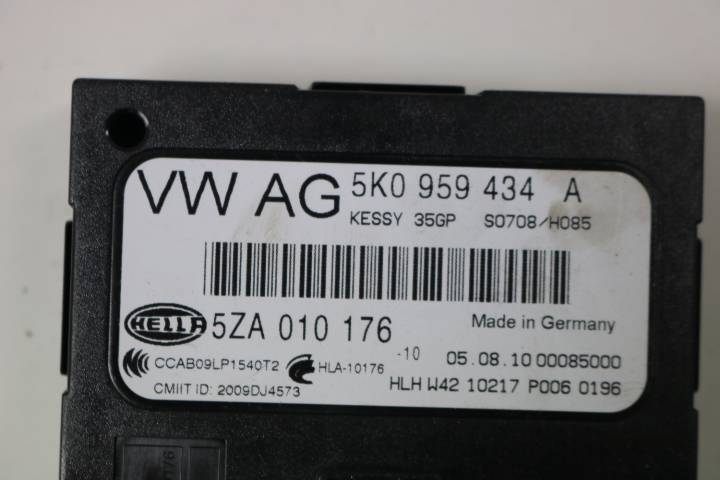 VW AG 5K0 959 434 A
KESSY 35GP S0708/H085
HELLA 5ZA 010 176 -10
Made in Germany
05.08.10 00085000
CCAB09LP1540T2 HLA-10176
CMIIT ID: 2009DJ4573
HLH W42 10217 P006 0196